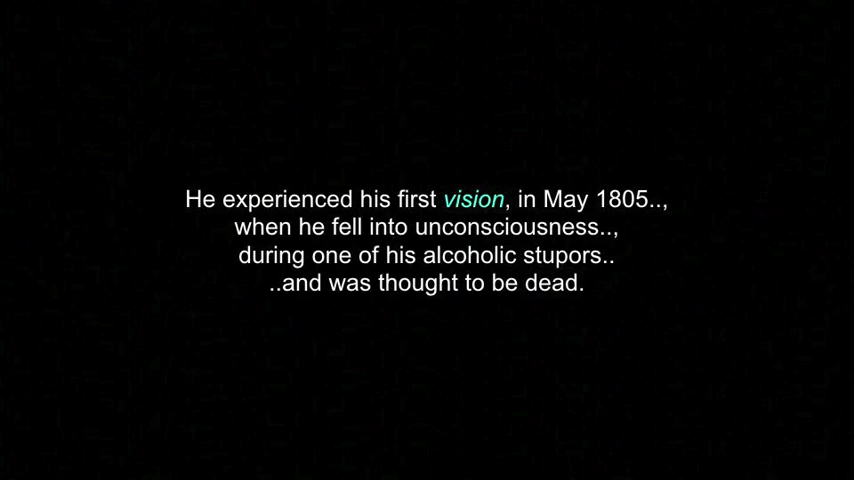 He experienced his first vision, in May 1805..,
when he fell into unconsciousness..,
during one of his alcoholic stupors..
..and was thought to be dead.